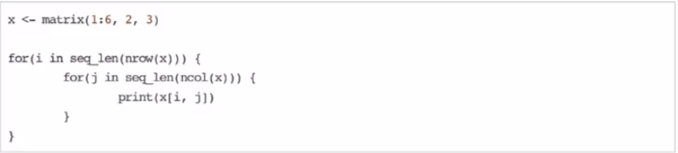 x <- matrix(1:6, 2, 3)
for(i in seq_len(nrow(x))) {
for(j in seq_len(ncol(x))) {
print(x[i, j])
}
}